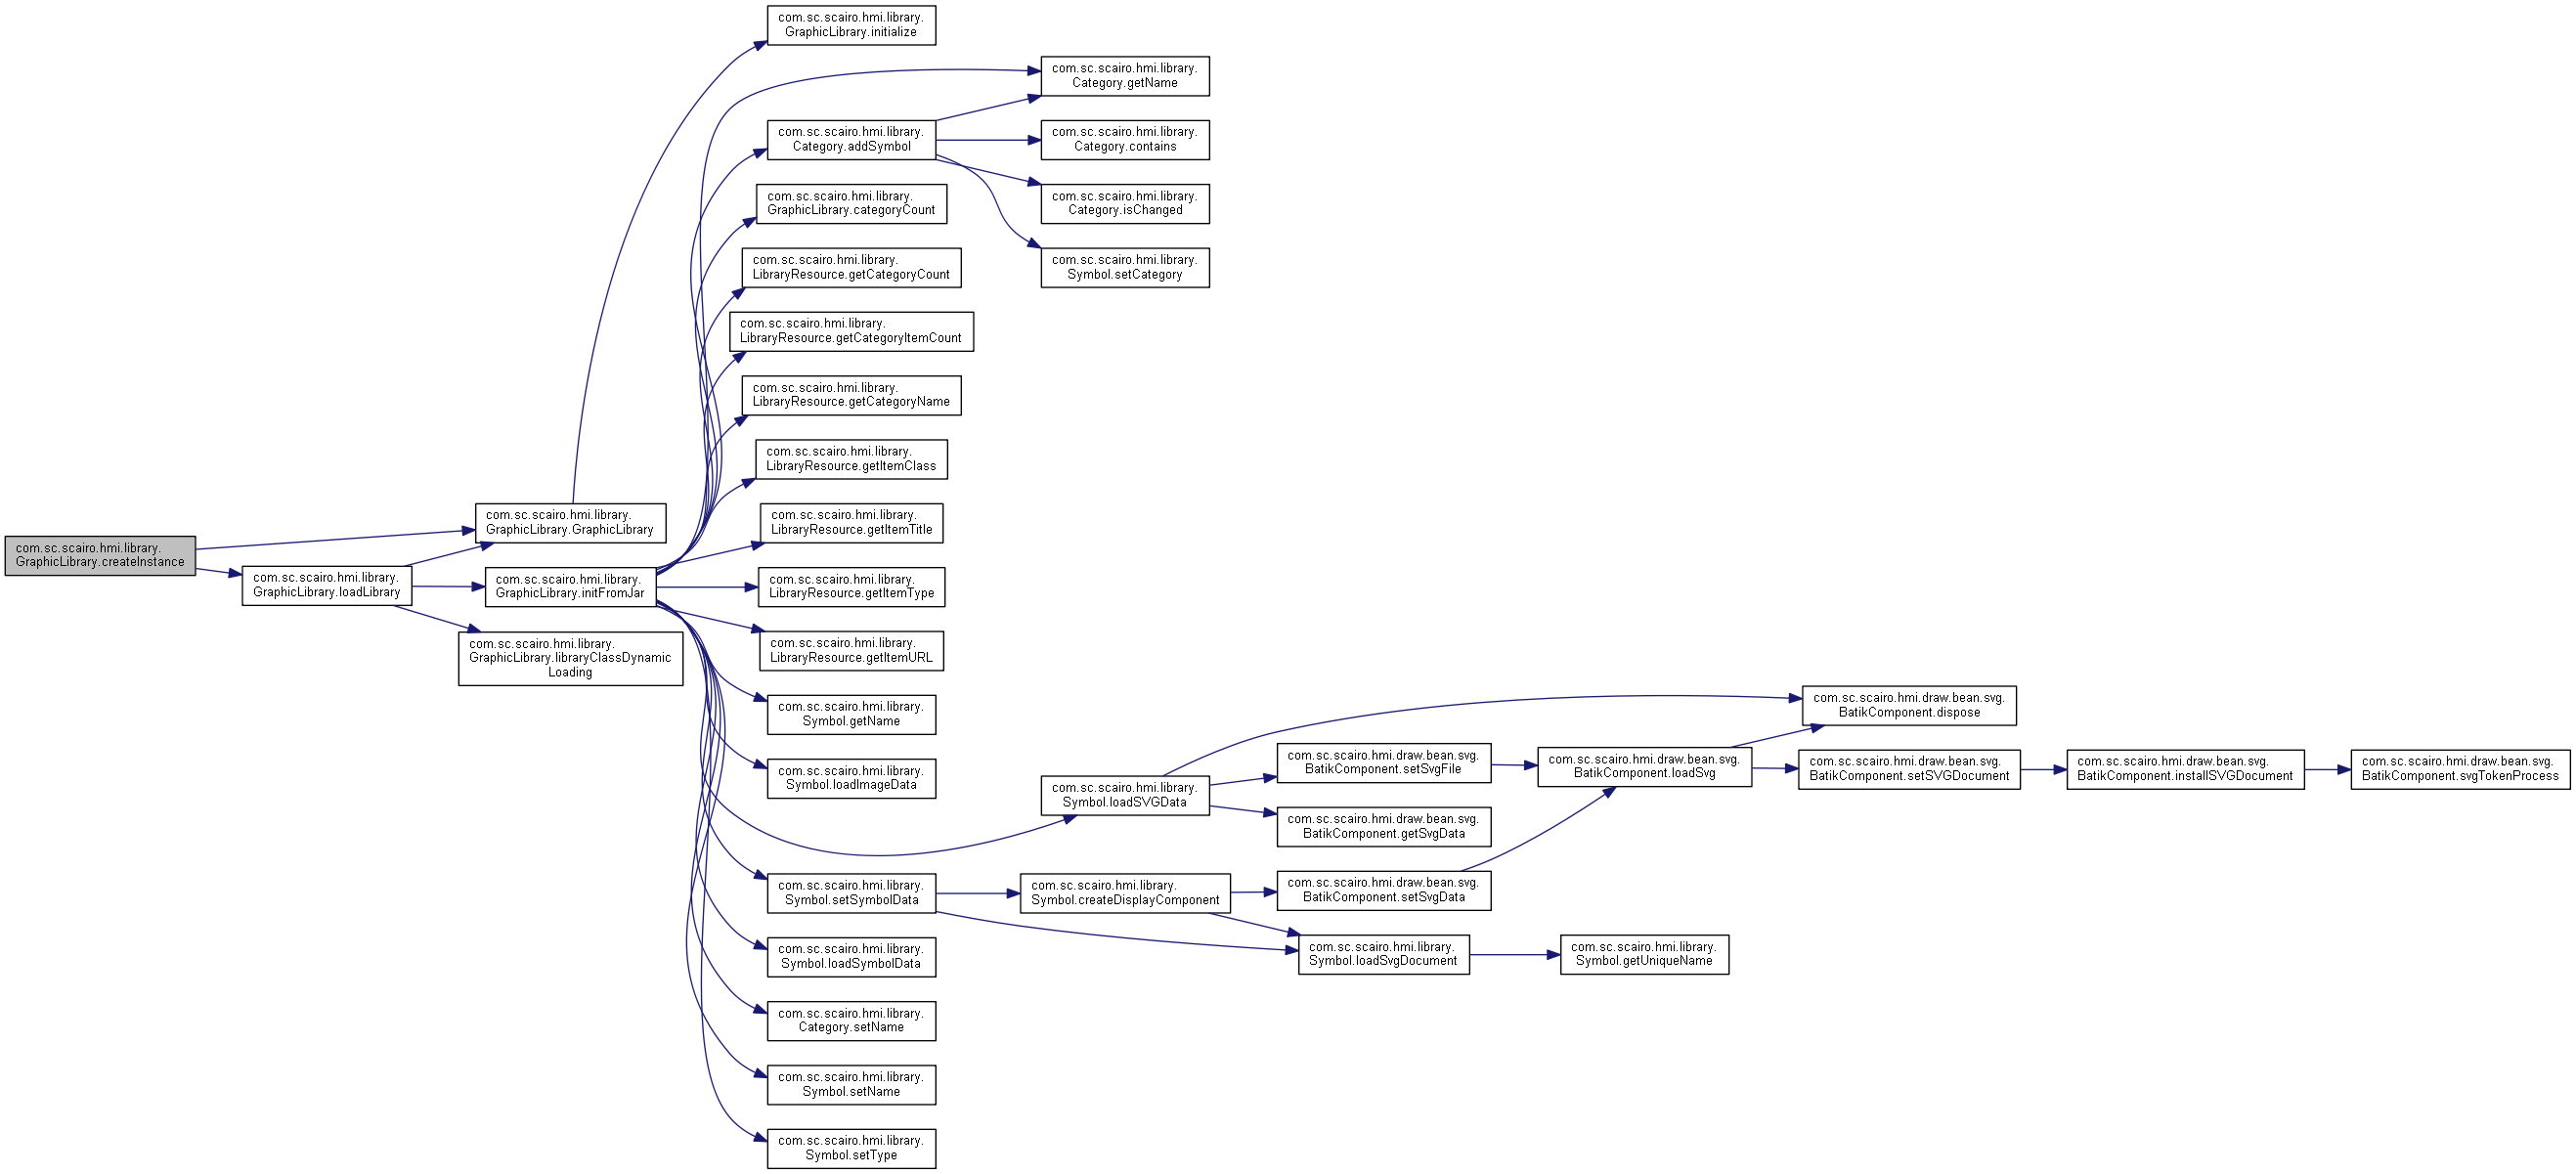 com.sc.scairo.hmi.library.
GraphicLibrary.createInstance
com.sc.scairo.hmi.library.
GraphicLibrary.GraphicLibrary
com.sc.scairo.hmi.library.
GraphicLibrary.loadLibrary
com.sc.scairo.hmi.library.
GraphicLibrary.initFromJar
com.sc.scairo.hmi.library.
GraphicLibrary.libraryClassDynamic
Loading
com.sc.scairo.hmi.library.
GraphicLibrary.initialize
com.sc.scairo.hmi.library.
Category.addSymbol
com.sc.scairo.hmi.library.
GraphicLibrary.categoryCount
com.sc.scairo.hmi.library.
LibraryResource.getCategoryCount
com.sc.scairo.hmi.library.
LibraryResource.getCategoryItemCount
com.sc.scairo.hmi.library.
LibraryResource.getCategoryName
com.sc.scairo.hmi.library.
LibraryResource.getItemClass
com.sc.scairo.hmi.library.
LibraryResource.getItemTitle
com.sc.scairo.hmi.library.
LibraryResource.getItemType
com.sc.scairo.hmi.library.
LibraryResource.getItemURL
com.sc.scairo.hmi.library.
Symbol.getName
com.sc.scairo.hmi.library.
Symbol.loadImageData
com.sc.scairo.hmi.library.
Symbol.setSymbolData
com.sc.scairo.hmi.library.
Symbol.loadSymbolData
com.sc.scairo.hmi.library.
Category.setName
com.sc.scairo.hmi.library.
Symbol.setName
com.sc.scairo.hmi.library.
Symbol.setType
com.sc.scairo.hmi.library.
Category.getName
com.sc.scairo.hmi.library.
Category.contains
com.sc.scairo.hmi.library.
Category.isChanged
com.sc.scairo.hmi.library.
Symbol.setCategory
com.sc.scairo.hmi.library.
Symbol.loadSVGData
com.sc.scairo.hmi.library.
Symbol.createDisplayComponent
com.sc.scairo.hmi.draw.bean.svg.
BatikComponent.setSvgFile
com.sc.scairo.hmi.draw.bean.svg.
BatikComponent.getSvgData
com.sc.scairo.hmi.draw.bean.svg.
BatikComponent.setSvgData
com.sc.scairo.hmi.library.
Symbol.loadSvgDocument
com.sc.scairo.hmi.draw.bean.svg.
BatikComponent.loadSvg
com.sc.scairo.hmi.library.
Symbol.getUniqueName
com.sc.scairo.hmi.draw.bean.svg.
BatikComponent.dispose
com.sc.scairo.hmi.draw.bean.svg.
BatikComponent.setSVGDocument
com.sc.scairo.hmi.draw.bean.svg.
BatikComponent.installSVGDocument
com.sc.scairo.hmi.draw.bean.svg.
BatikComponent.svgTokenProcess